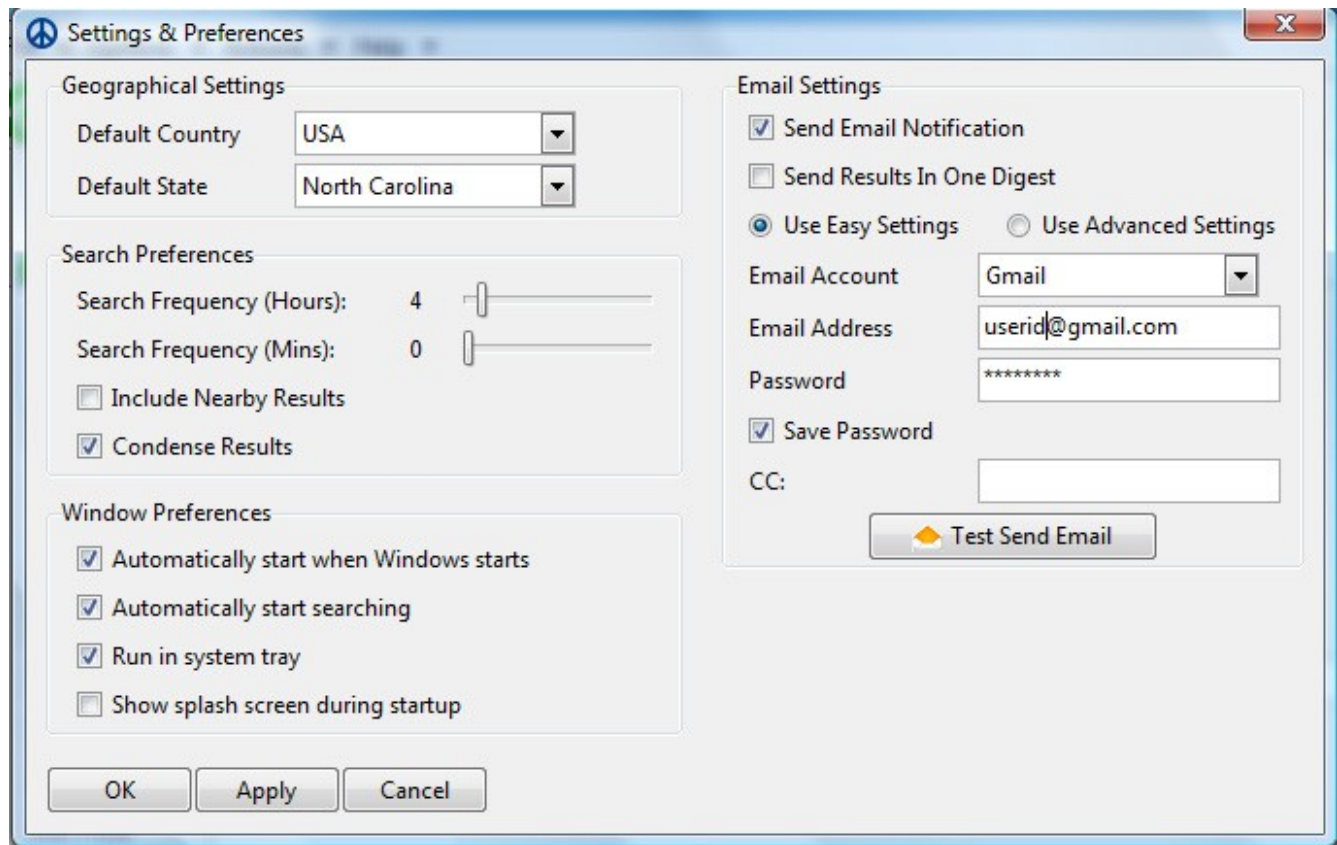 Settings & Preferences
Geographical Settings
Default Country USA
Default State North Carolina
Search Preferences
Search Frequency (Hours): 4
Search Frequency (Mins): 0
Include Nearby Results
Condense Results
Window Preferences
Automatically start when Windows starts
Automatically start searching
Run in system tray
Show splash screen during startup
OK Apply Cancel
Email Settings
Send Email Notification
Send Results In One Digest
Use Easy Settings Use Advanced Settings
Email Account Gmail
Email Address userid@gmail.com
Password ********
Save Password
CC:
Test Send Email